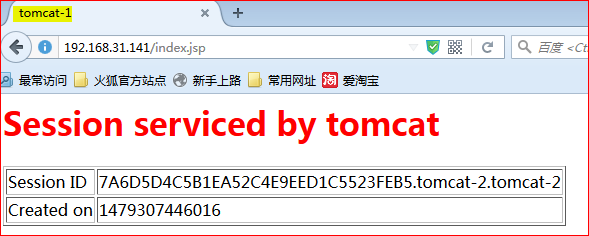 tomcat-1
192.168.31.141/index.jsp
百度 <Ct
最常访问 火狐官方站点 新手上路 常用网址 爱淘宝
Session serviced by tomcat
Session ID 7A6D5D4C5B1EA52C4E9EED1C5523FEB5.tomcat-2.tomcat-2
Created on 1479307446016